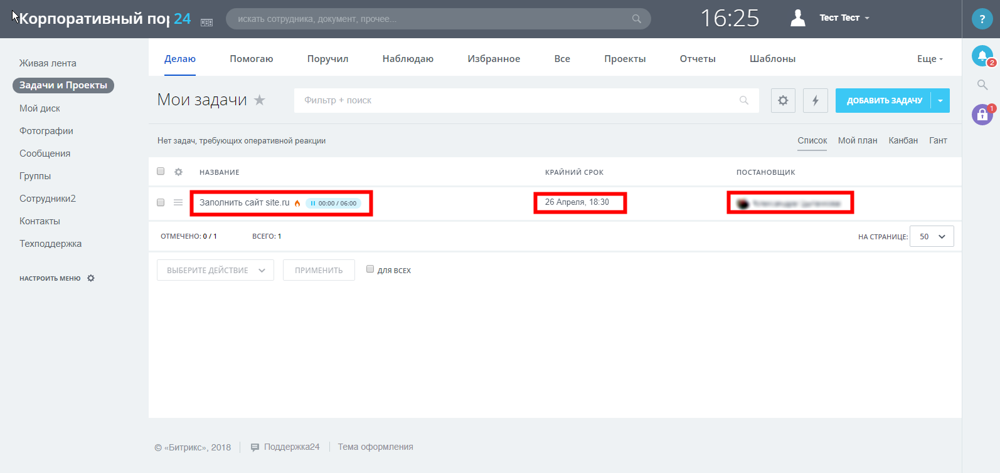 Корпоративный пор 24
искать сотрудника, документ, прочее...
16:25
Тест Тест
?
2
1
Живая лента
Задачи и Проекты
Мой диск
Фотографии
Сообщения
Группы
Сотрудники2
Контакты
Техподдержка
НАСТРОИТЬ МЕНЮ
Делаю Помогаю Поручил Наблюдаю Избранное Все Проекты Отчеты Шаблоны Еще
Мои задачи
Фильтр + поиск
ДОБАВИТЬ ЗАДАЧУ
Нет задач, требующих оперативной реакции
Список Мой план Канбан Гант
НАЗВАНИЕ КРАЙНИЙ СРОК ПОСТАНОВЩИК
Заполнить сайт site.ru 00:00 / 06:00 26 Апреля, 18:30
ОТМЕЧЕНО: 0 / 1 ВСЕГО: 1 НА СТРАНИЦЕ: 50
ВЫБЕРИТЕ ДЕЙСТВИЕ ПРИМЕНИТЬ ДЛЯ ВСЕХ
© «Битрикс», 2018 Поддержка24 Тема оформления